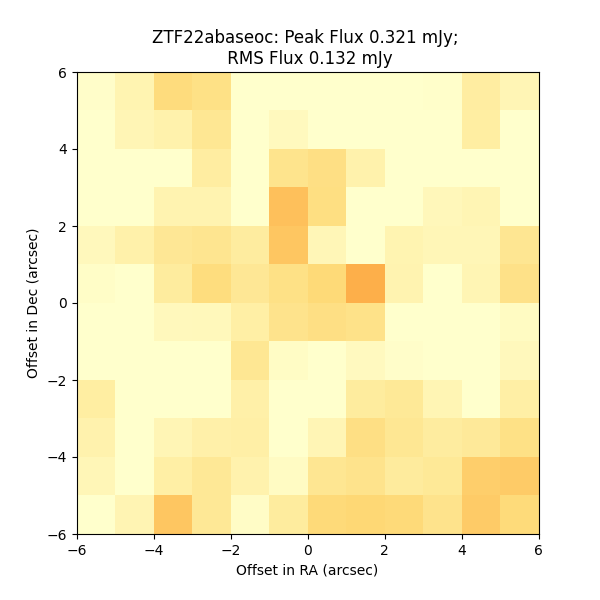 ZTF22abaseoc: Peak Flux 0.321 mJy;
RMS Flux 0.132 mJy
6
4
2
0
−2
−4
−6
Offset in Dec (arcsec)
−6 −4 −2 0 2 4 6
Offset in RA (arcsec)